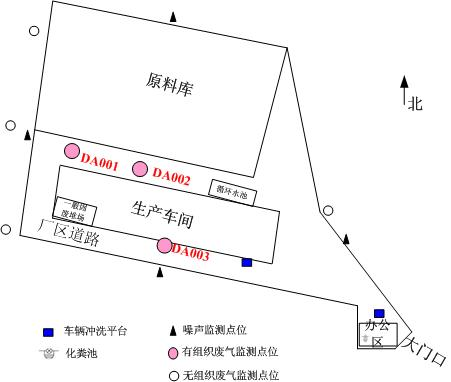 原料库
北
DA001
DA002
循环水池
一般固
废堆场
生产车间
厂区道路
DA003
办公
区
大门口
车辆冲洗平台
噪声监测点位
化粪池
有组织废气监测点位
无组织废气监测点位